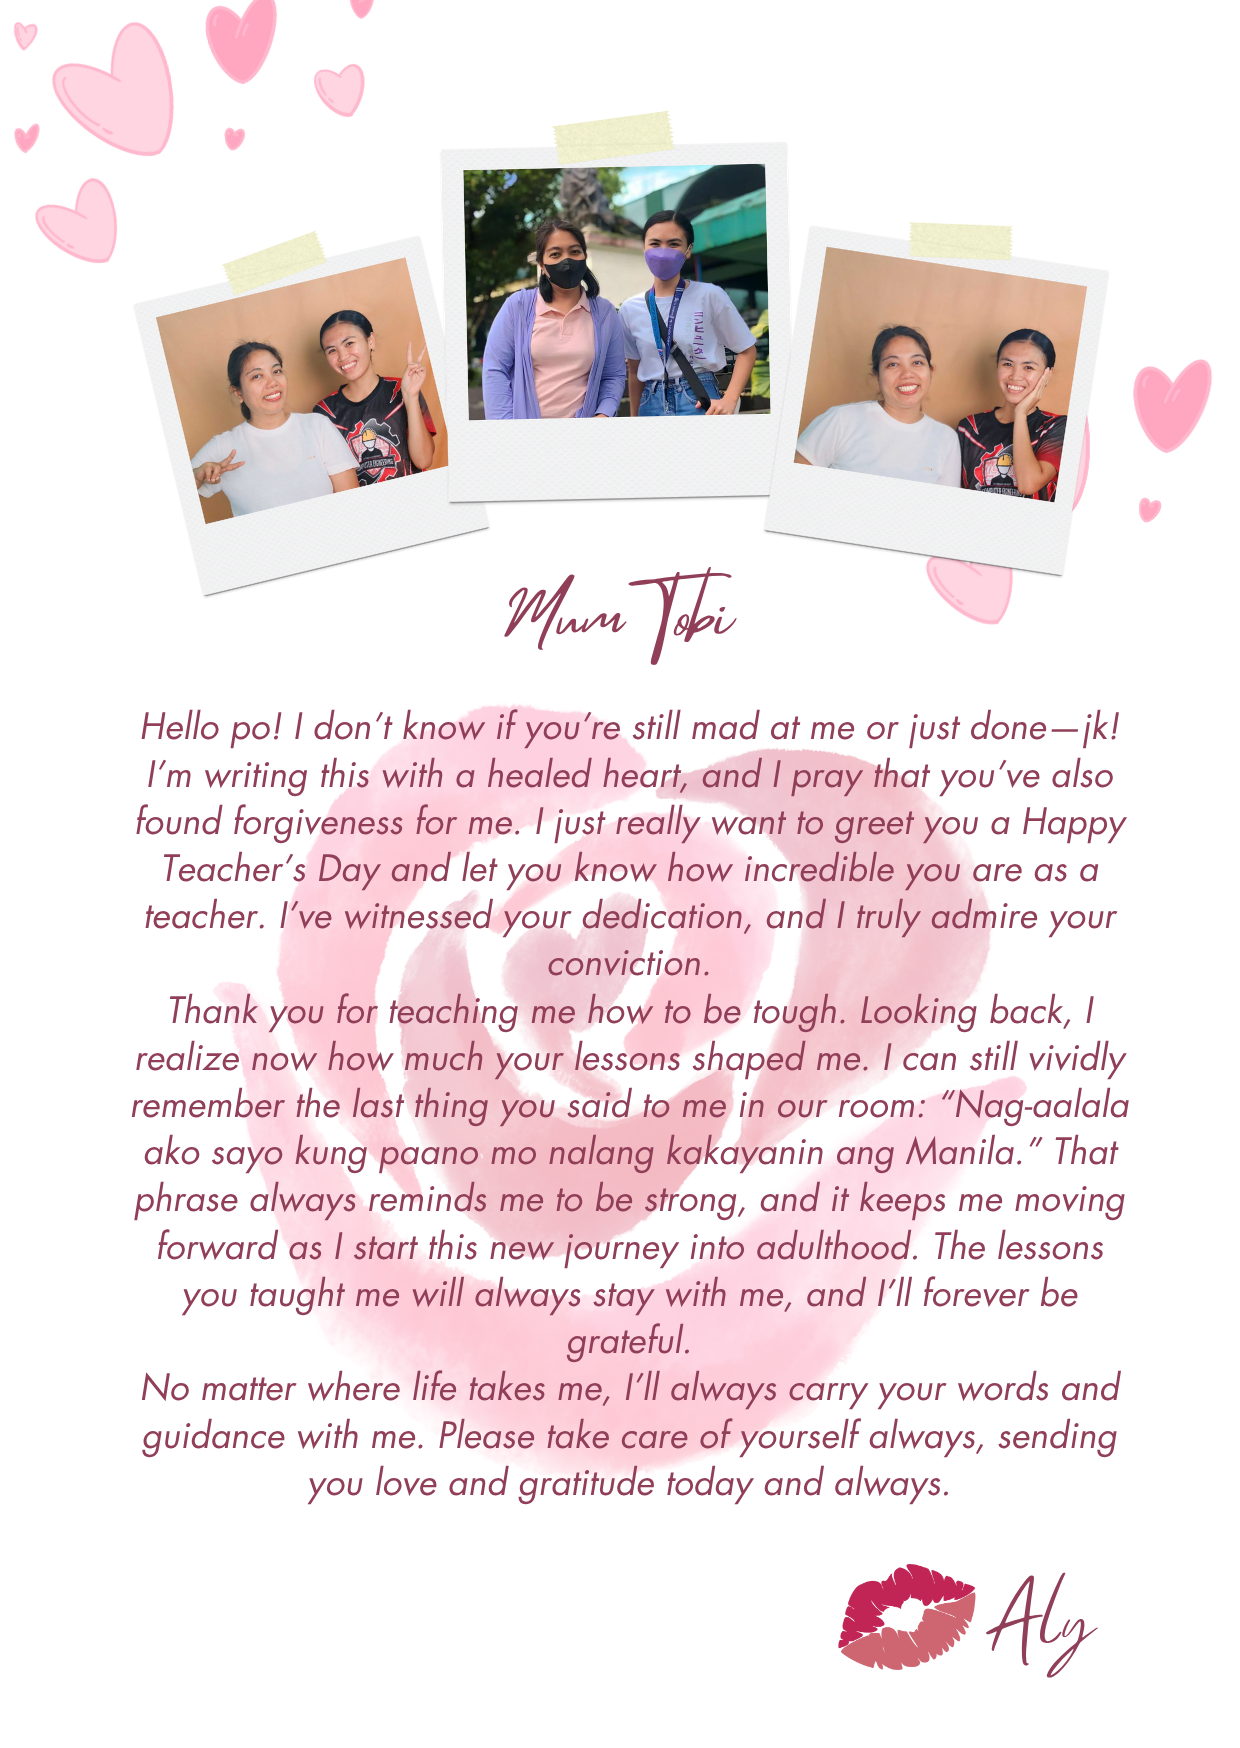 Mum Tobi
Hello po! I don’t know if you’re still mad at me or just done—jk!
I’m writing this with a healed heart, and I pray that you’ve also
found forgiveness for me. I just really want to greet you a Happy
Teacher’s Day and let you know how incredible you are as a
teacher. I’ve witnessed your dedication, and I truly admire your
conviction.
Thank you for teaching me how to be tough. Looking back, I
realize now how much your lessons shaped me. I can still vividly
remember the last thing you said to me in our room: “Nag-aalala
ako sayo kung paano mo nalang kakayanin ang Manila.” That
phrase always reminds me to be strong, and it keeps me moving
forward as I start this new journey into adulthood. The lessons
you taught me will always stay with me, and I’ll forever be
grateful.
No matter where life takes me, I’ll always carry your words and
guidance with me. Please take care of yourself always, sending
you love and gratitude today and always.
Aly